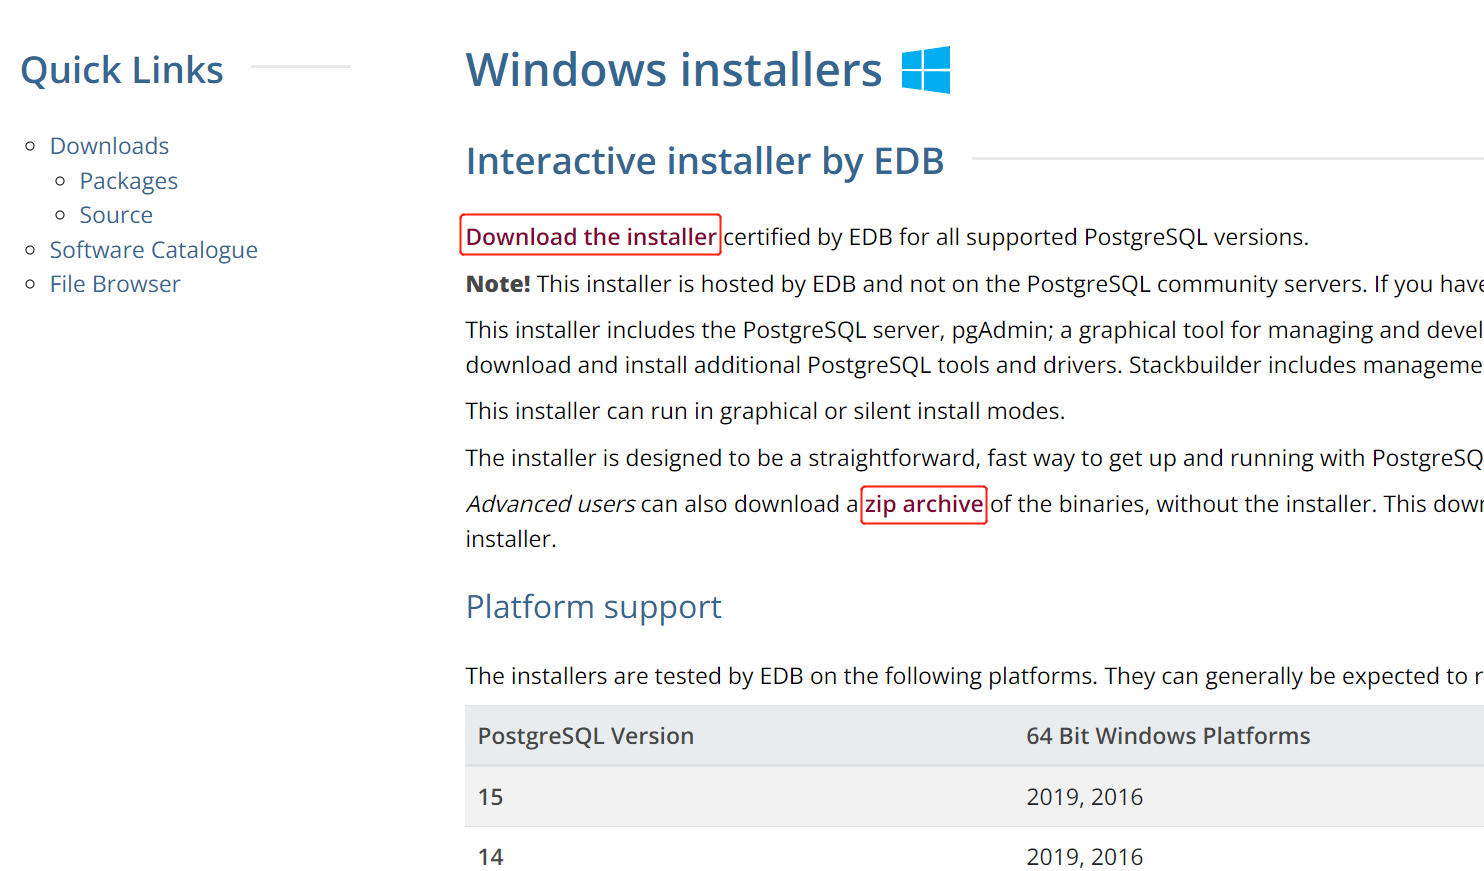 Quick Links
Downloads
Packages
Source
Software Catalogue
File Browser
Windows installers
Interactive installer by EDB
Download the installer certified by EDB for all supported PostgreSQL versions.
Note! This installer is hosted by EDB and not on the PostgreSQL community servers. If you have
This installer includes the PostgreSQL server, pgAdmin; a graphical tool for managing and devel
download and install additional PostgreSQL tools and drivers. Stackbuilder includes manageme
This installer can run in graphical or silent install modes.
The installer is designed to be a straightforward, fast way to get up and running with PostgreSQ
Advanced users can also download a zip archive of the binaries, without the installer. This down
installer.
Platform support
The installers are tested by EDB on the following platforms. They can generally be expected to r
PostgreSQL Version 64 Bit Windows Platforms
15 2019, 2016
14 2019, 2016